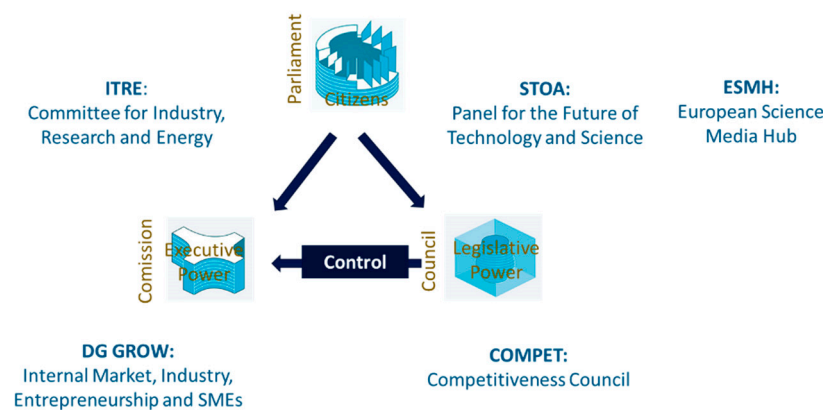 Parliament
Citizens
ITRE:
Committee for Industry,
Research and Energy
STOA:
Panel for the Future of
Technology and Science
ESMH:
European Science
Media Hub
Comission
Executive
Power
Control
Council
Legislative
Power
DG GROW:
Internal Market, Industry,
Entrepreneurship and SMEs
COMPET:
Competitiveness Council